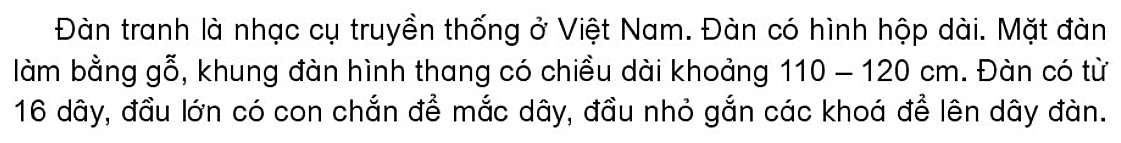 Đàn tranh là nhạc cụ truyền thống ở Việt Nam. Đàn có hình hộp dài. Mặt đàn
làm bằng gỗ, khung đàn hình thang có chiều dài khoảng 110 – 120 cm. Đàn có từ
16 dây, đầu lớn có con chắn để mắc dây, đầu nhỏ gắn các khoá để lên dây đàn.